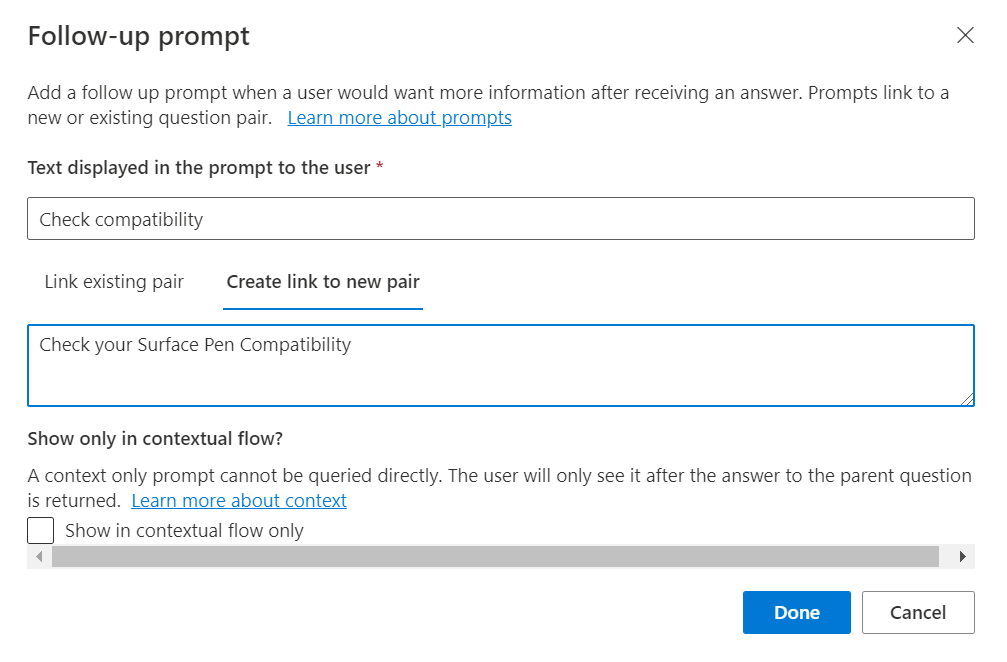 Follow-up prompt
Add a follow up prompt when a user would want more information after receiving an answer. Prompts link to a
new or existing question pair. Learn more about prompts
Text displayed in the prompt to the user *
Check compatibility
Link existing pair Create link to new pair
Check your Surface Pen Compatibility
Show only in contextual flow?
A context only prompt cannot be queried directly. The user will only see it after the answer to the parent question
is returned. Learn more about context
Show in contextual flow only
Done Cancel